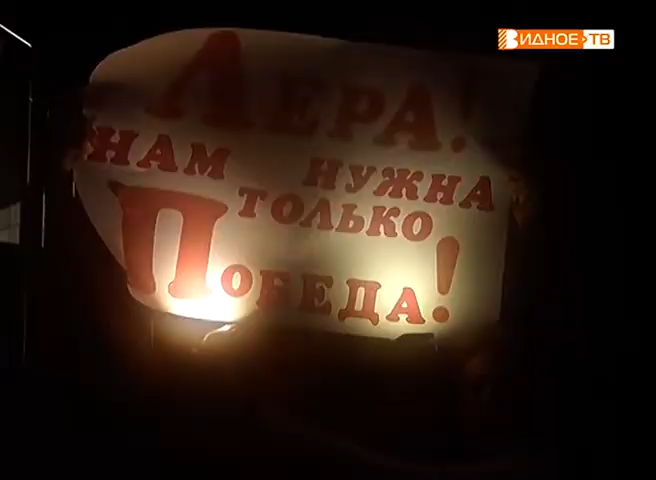 ВИДНОЕ ТВ
ЛЕРА!
НАМ НУЖНА
ТОЛЬКО
ПОБЕДА!